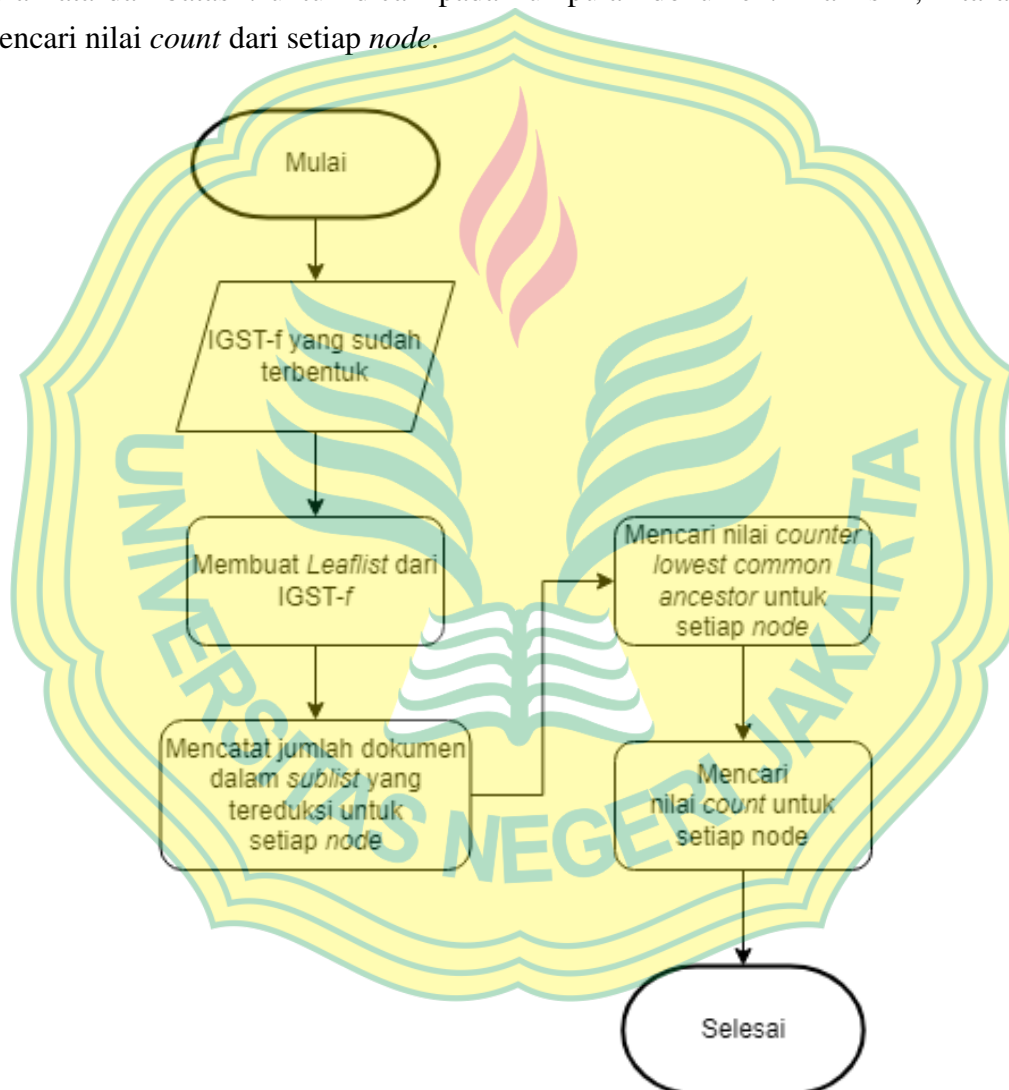 encari nilai count dari setiap node.
Mulai
IGST-f yang sudah
terbentuk
Membuat Leaflist dari
IGST-f
Mencatat jumlah dokumen
dalam sublist yang
tereduksi untuk
setiap node
Mencari nilai counter
lowest common
ancestor untuk
setiap node
Mencari
nilai count untuk
setiap node
Selesai
UNIVERSITAS NEGERI JAKARTA